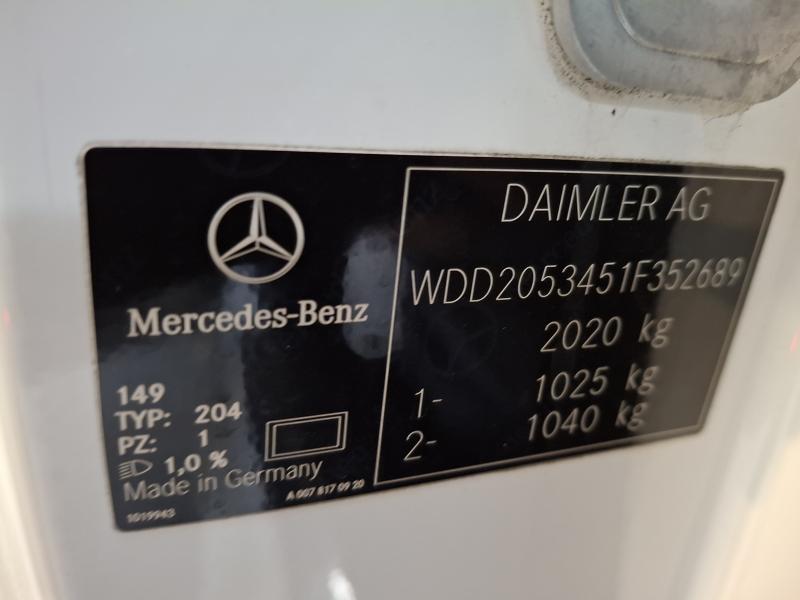 Mercedes-Benz
149
TYP: 204
PZ: 1
1,0 %
Made in Germany
A 007 817 09 20
1019943
DAIMLER AG
WDD2053451F352689
2020 kg
1- 1025 kg
2- 1040 kg